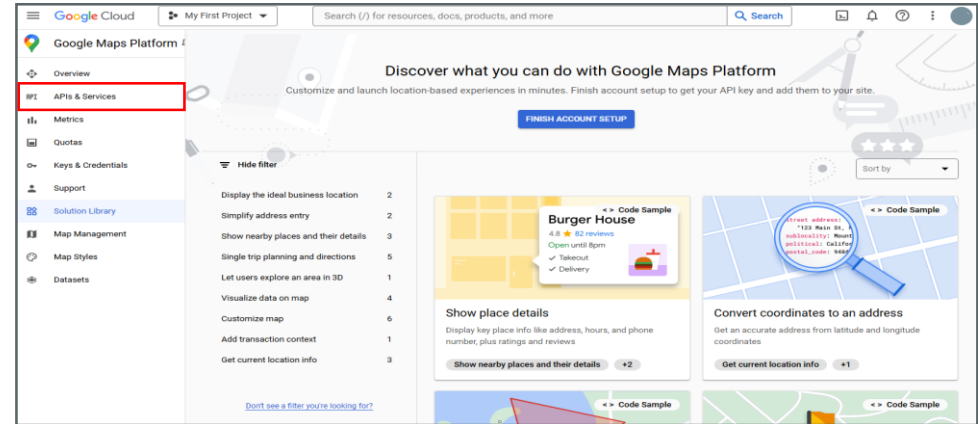 Google Cloud
My First Project
Search (/) for resources, docs, products, and more
Search
Google Maps Platform
Overview
API APIs & Services
Metrics
Quotas
Keys & Credentials
Support
Solution Library
Map Management
Map Styles
Datasets
Discover what you can do with Google Maps Platform
Customize and launch location-based experiences in minutes. Finish account setup to get your API key and add them to your site.
FINISH ACCOUNT SETUP
Hide filter
Sort by
Display the ideal business location 2
Simplify address entry 2
Show nearby places and their details 3
Single trip planning and directions 5
Let users explore an area in 3D 1
Visualize data on map 4
Customize map 6
Add transaction context 1
Get current location info 3
Don't see a filter you're looking for?
<> Code Sample
Burger House
4.8 ★ 82 reviews
Open until 8pm
✓ Takeout
✓ Delivery
Show place details
Display key place info like address, hours, and phone
number, plus ratings and reviews
Show nearby places and their details +2
<> Code Sample
street address:
"123 Main St,
sublocality: Mount
political: Califor
postal_code: 940
Convert coordinates to an address
Get an accurate address from latitude and longitude
coordinates
Get current location info +1
<> Code Sample
<> Code Sample